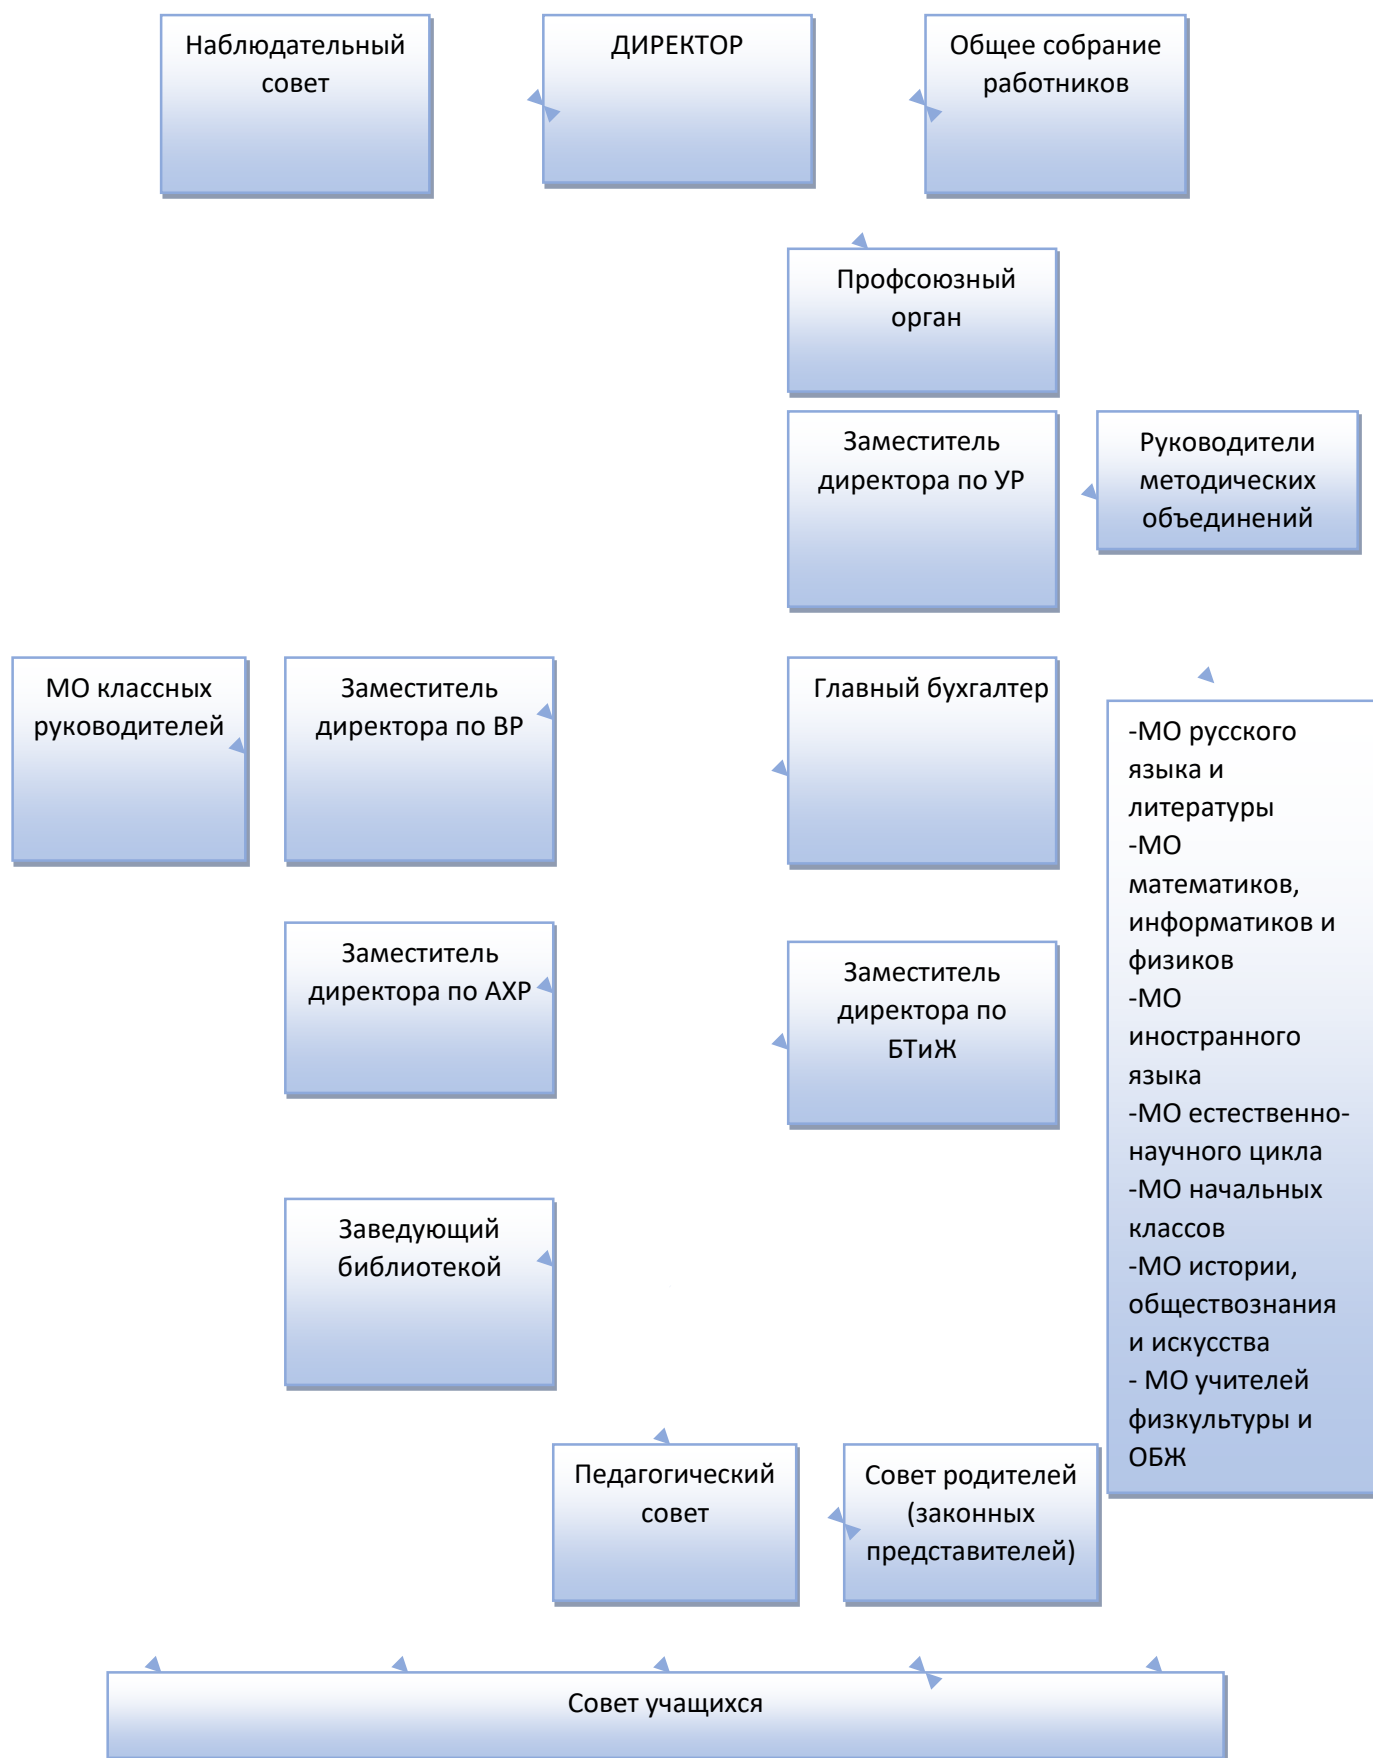 Наблюдательный
совет
ДИРЕКТОР
Общее собрание
работников
Профсоюзный
орган
Заместитель
директора по УР
Руководители
методических
объединений
МО классных
руководителей
Заместитель
директора по ВР
Главный бухгалтер
-МО русского
языка и
литературы
-МО
математиков,
информатиков и
физиков
-МО
иностранного
языка
-МО естественно-
научного цикла
-МО начальных
классов
-МО истории,
обществознания
и искусства
- МО учителей
физкультуры и
ОБЖ
Заместитель
директора по АХР
Заместитель
директора по
БТиЖ
Заведующий
библиотекой
Педагогический
совет
Совет родителей
(законных
представителей)
Совет учащихся